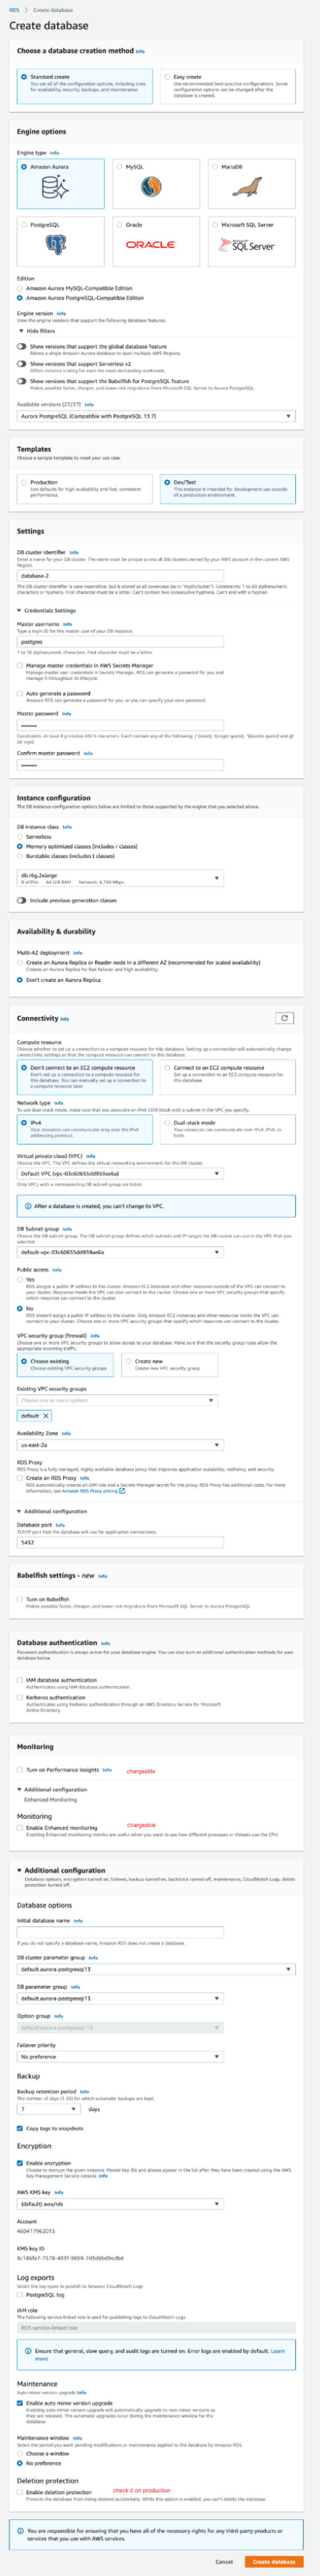 RDS > Create database
Create database
Choose a database creation method Info
Standard create
You set all of the configuration options, including ones
for availability, security, backups, and maintenance.
Easy create
Use recommended best-practice configurations. Some
configuration options can be changed after the
database is created.
Engine options
Engine type Info
Amazon Aurora
MySQL
MariaDB
PostgreSQL
Oracle
ORACLE
Microsoft SQL Server
Microsoft
SQL Server
Edition
Amazon Aurora MySQL-Compatible Edition
Amazon Aurora PostgreSQL-Compatible Edition
Engine version Info
View the engine versions that support the following database features.
Hide filters
Show versions that support the global database feature
Allows a single Amazon Aurora database to span multiple AWS Regions.
Show versions that support Serverless v2
Offers instance scaling for even the most demanding workloads.
Show versions that support the Babelfish for PostgreSQL feature
Makes possible faster, cheaper, and lower-risk migrations from Microsoft SQL Server to Aurora PostgreSQL.
Available versions (27/27) Info
Aurora PostgreSQL (Compatible with PostgreSQL 13.7)
Templates
Choose a sample template to meet your use case.
Production
Use defaults for high availability and fast, consistent
performance.
Dev/Test
This instance is intended for development use outside
of a production environment.
Settings
DB cluster identifier Info
Enter a name for your DB cluster. The name must be unique across all DB clusters owned by your AWS account in the current AWS
Region.
database-2
The DB cluster identifier is case-insensitive, but is stored as all lowercase (as in "mydbcluster"). Constraints: 1 to 60 alphanumeric
characters or hyphens. First character must be a letter. Can't contain two consecutive hyphens. Can't end with a hyphen.
Credentials Settings
Master username Info
Type a login ID for the master user of your DB instance.
postgres
1 to 16 alphanumeric characters. First character must be a letter.
Manage master credentials in AWS Secrets Manager
Manage master user credentials in Secrets Manager. RDS can generate a password for you and
manage it throughout its lifecycle.
Auto generate a password
Amazon RDS can generate a password for you, or you can specify your own password.
Master password Info
Constraints: At least 8 printable ASCII characters. Can't contain any of the following: / (slash), '(single quote), "(double quote) and @
(at sign).
Confirm master password Info
Instance configuration
The DB instance configuration options below are limited to those supported by the engine that you selected above.
DB instance class Info
Serverless
Memory optimized classes (includes r classes)
Burstable classes (includes t classes)
db.r6g.2xlarge
8 vCPUs 64 GiB RAM Network: 4,750 Mbps
Include previous generation classes
Availability & durability
Multi-AZ deployment Info
Create an Aurora Replica or Reader node in a different AZ (recommended for scaled availability)
Creates an Aurora Replica for fast failover and high availability.
Don't create an Aurora Replica
Connectivity Info
Compute resource
Choose whether to set up a connection to a compute resource for this database. Setting up a connection will automatically change
connectivity settings so that the compute resource can connect to this database.
Don't connect to an EC2 compute resource
Don't set up a connection to a compute resource for
this database. You can manually set up a connection to
a compute resource later.
Connect to an EC2 compute resource
Set up a connection to an EC2 compute resource for
this database.
Network type Info
To use dual-stack mode, make sure that you associate an IPv6 CIDR block with a subnet in the VPC you specify.
IPv4
Your resources can communicate only over the IPv4
addressing protocol.
Dual-stack mode
Your resources can communicate over IPv4, IPv6, or
both.
Virtual private cloud (VPC) Info
Choose the VPC. The VPC defines the virtual networking environment for this DB cluster.
Default VPC (vpc-03c60655dd959ae6a)
Only VPCs with a corresponding DB subnet group are listed.
After a database is created, you can't change its VPC.
DB Subnet group Info
Choose the DB subnet group. The DB subnet group defines which subnets and IP ranges the DB cluster can use in the VPC that you
selected.
default-vpc-03c60655dd959ae6a
Public access Info
Yes
RDS assigns a public IP address to the cluster. Amazon EC2 instances and other resources outside of the VPC can connect to
your cluster. Resources inside the VPC can also connect to the cluster. Choose one or more VPC security groups that specify
which resources can connect to the cluster.
No
RDS doesn't assign a public IP address to the cluster. Only Amazon EC2 instances and other resources inside the VPC can
connect to your cluster. Choose one or more VPC security groups that specify which resources can connect to the cluster.
VPC security group (firewall) Info
Choose one or more VPC security groups to allow access to your database. Make sure that the security group rules allow the
appropriate incoming traffic.
Choose existing
Choose existing VPC security groups
Create new
Create new VPC security group
Existing VPC security groups
Choose one or more options
default X
Availability Zone Info
us-east-2a
RDS Proxy
RDS Proxy is a fully managed, highly available database proxy that improves application scalability, resiliency, and security.
Create an RDS Proxy Info
RDS automatically creates an IAM role and a Secrets Manager secret for the proxy. RDS Proxy has additional costs. For more
information, see Amazon RDS Proxy pricing
Additional configuration
Database port Info
TCP/IP port that the database will use for application connections.
5432
Babelfish settings - new Info
Turn on Babelfish
Makes possible faster, cheaper, and lower-risk migrations from Microsoft SQL Server to Aurora PostgreSQL.
Database authentication Info
Password authentication is always active for your database engine. You can also turn on additional authentication methods for your
database below.
IAM database authentication
Authenticates using IAM database authentication.
Kerberos authentication
Authenticates using Kerberos authentication through an AWS Directory Service for Microsoft
Active Directory.
Monitoring
Turn on Performance Insights Info chargeable
Additional configuration
Enhanced Monitoring
Monitoring
Enable Enhanced monitoring chargeable
Enabling Enhanced monitoring metrics are useful when you want to see how different processes or threads use the CPU.
Additional configuration
Database options, encryption turned on, failover, backup turned on, backtrack turned off, maintenance, CloudWatch Logs, delete
protection turned off
Database options
Initial database name Info
If you do not specify a database name, Amazon RDS does not create a database.
DB cluster parameter group Info
default.aurora-postgresql13
DB parameter group Info
default.aurora-postgresql13
Option group Info
default:aurora-postgresql-13
Failover priority
No preference
Backup
Backup retention period Info
The number of days (1-35) for which automatic backups are kept.
7 days
Copy tags to snapshots
Encryption
Enable encryption
Choose to encrypt the given instance. Master key IDs and aliases appear in the list after they have been created using the AWS
Key Management Service console. Info
AWS KMS key Info
(default) aws/rds
Account
460417962015
KMS key ID
Log exports
Select the log types to publish to Amazon CloudWatch Logs
PostgreSQL log
IAM role
The following service-linked role is used for publishing logs to CloudWatch Logs.
RDS service-linked role
Ensure that general, slow query, and audit logs are turned on. Error logs are enabled by default. Learn
more
Maintenance
Auto minor version upgrade Info
Enable auto minor version upgrade
Enabling auto minor version upgrade will automatically upgrade to new minor versions as
they are released. The automatic upgrades occur during the maintenance window for the
database.
Maintenance window Info
Select the period you want pending modifications or maintenance applied to the database by Amazon RDS.
Choose a window
No preference
Deletion protection
Enable deletion protection check it on production
Protects the database from being deleted accidentally. While this option is enabled, you can't delete the database.
You are responsible for ensuring that you have all of the necessary rights for any third-party products or
services that you use with AWS services.
Cancel
Create database